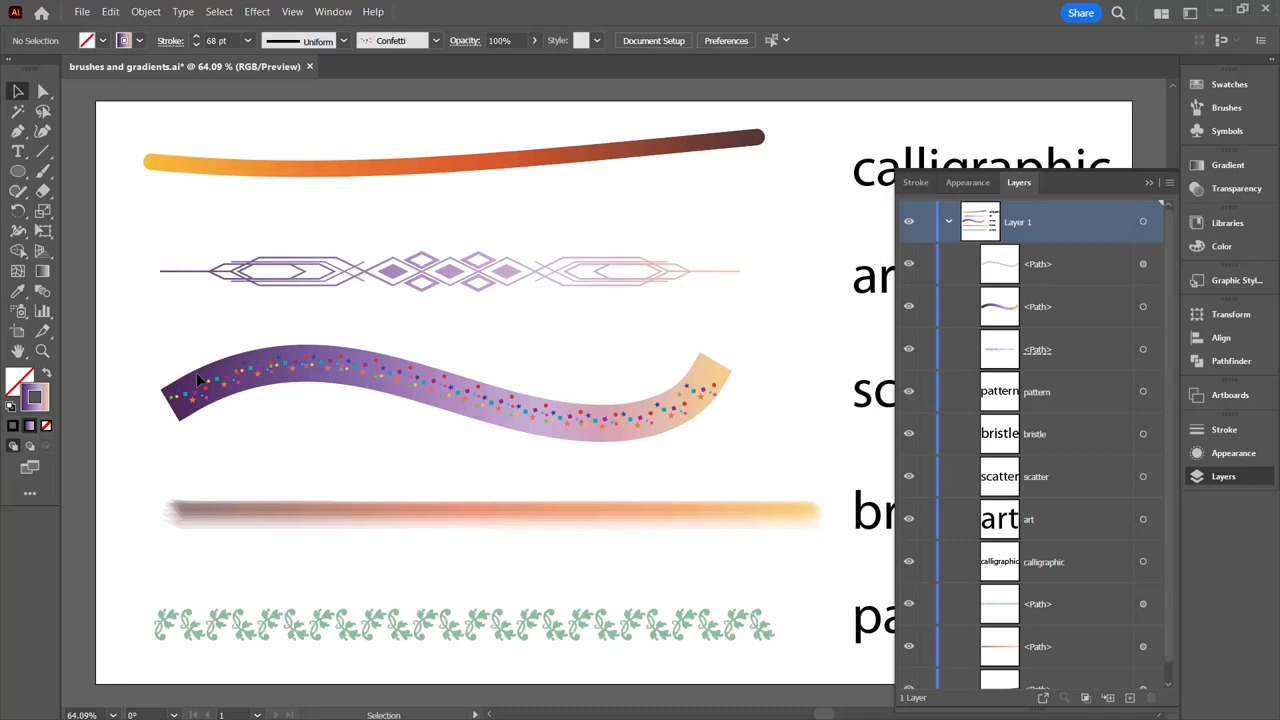 Ai File Edit Object Type Select Effect View Window Help Share
No Selection Stroke: 68 pt Uniform Confetti Opacity: 100% Style: Document Setup Preferences
brushes and gradients.ai* @ 64.09 % (RGB/Preview)
calligraphic
ar
sc
br
pa
Stroke Appearance Layers
Layer 1
<Path>
<Path>
<Path>
pattern pattern
bristle bristle
scatter scatter
art art
calligraphic calligraphic
<Path>
<Path>
1 Layer
Swatches
Brushes
Symbols
Gradient
Transparency
Libraries
Color
Graphic Styl...
Transform
Align
Pathfinder
Artboards
Stroke
Appearance
Layers
64.09% 0° 1 Selection